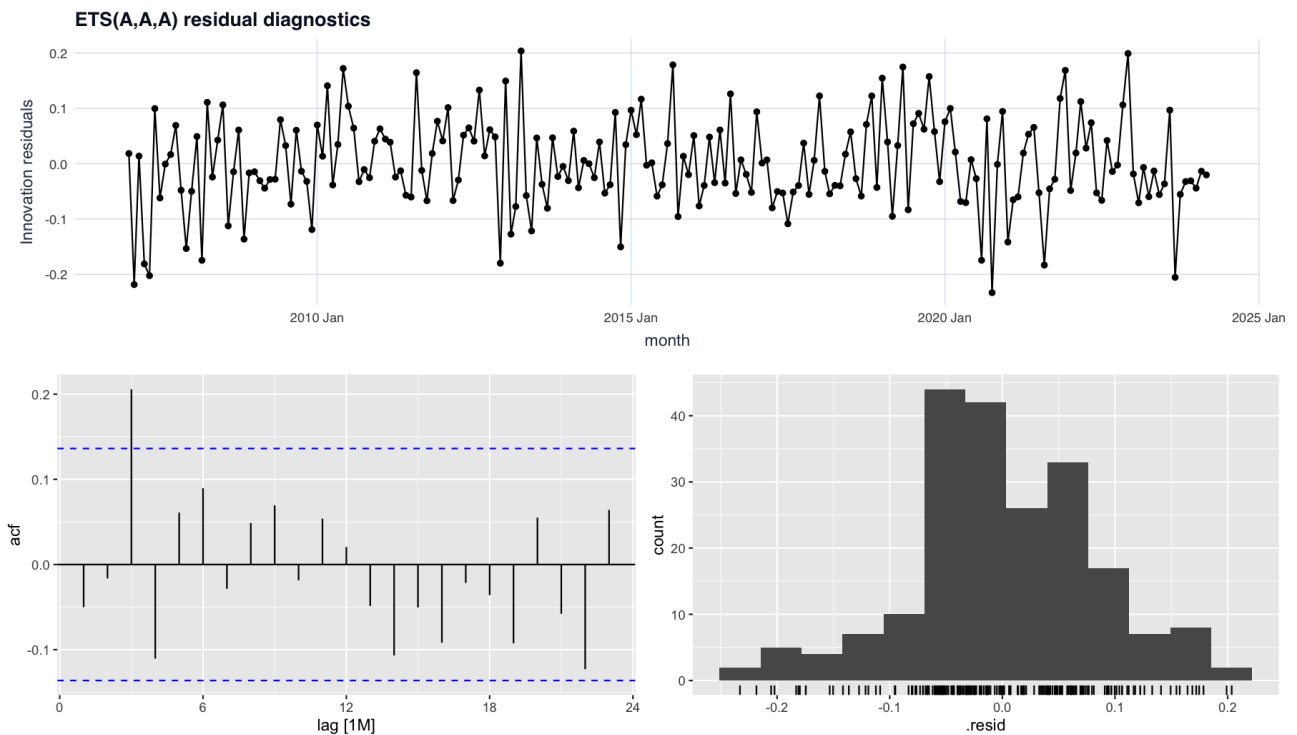 ETS(A,A,A) residual diagnostics
Innovation residuals
0.2
0.1
0.0
-0.1
-0.2
2010 Jan
2015 Jan
2020 Jan
2025 Jan
month
acf
0.2
0.1
0.0
-0.1
0
6
12
18
24
lag [1M]
count
40
30
20
10
0
-0.2
-0.1
0.0
0.1
0.2
.resid